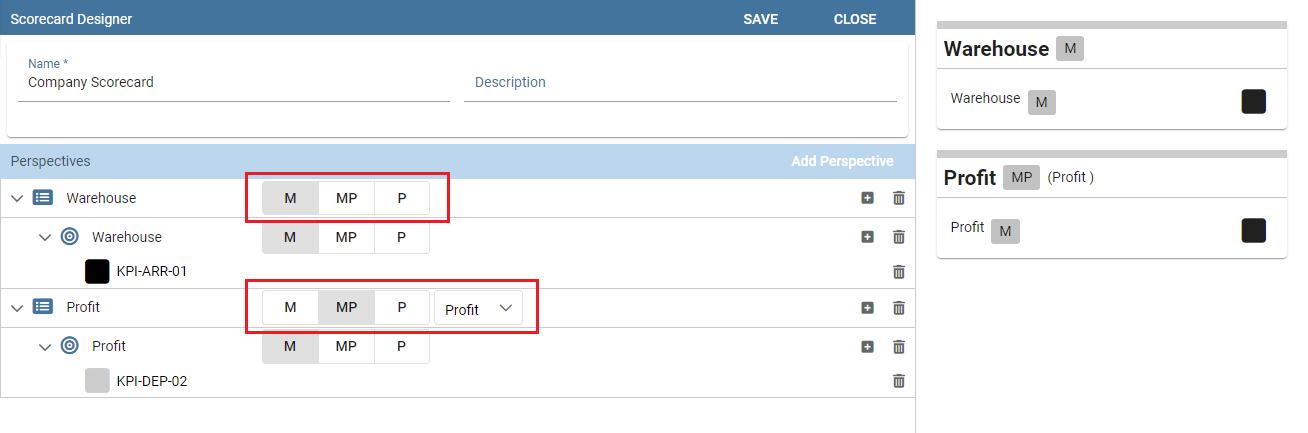 Scorecard Designer SAVE CLOSE
Name *
Company Scorecard Description
Perspectives Add Perspective
Warehouse M MP P
Warehouse M MP P
KPI-ARR-01
Profit M MP P Profit
Profit M MP P
KPI-DEP-02
Warehouse M
Warehouse M
Profit MP (Profit )
Profit M